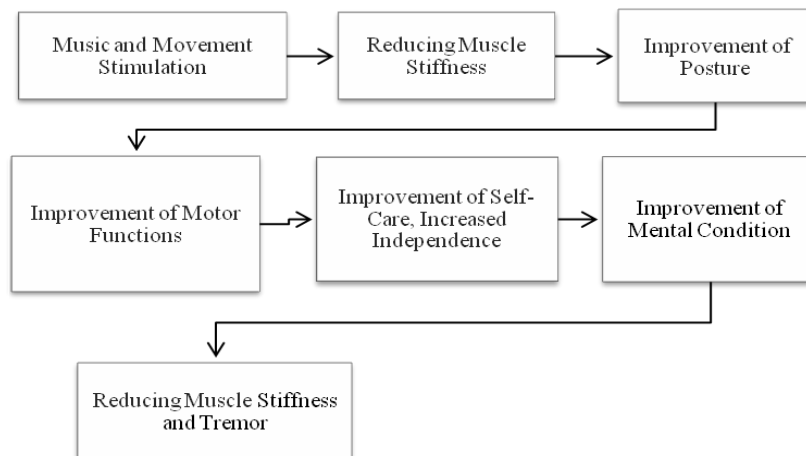 Music and Movement
Stimulation
Reducing Muscle
Stiffness
Improvement of
Posture
Improvement of Motor
Functions
Improvement of Self-
Care, Increased
Independence
Improvement of
Mental Condition
Reducing Muscle Stiffness
and Tremor